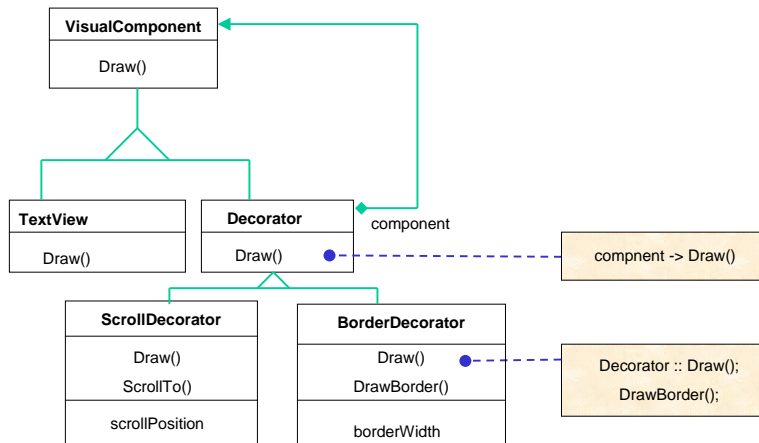 VisualComponent
Draw()
TextView
Draw()
Decorator
Draw()
component
compnent -> Draw()
ScrollDecorator
Draw()
ScrollTo()
scrollPosition
BorderDecorator
Draw()
DrawBorder()
borderWidth
Decorator :: Draw();
DrawBorder();